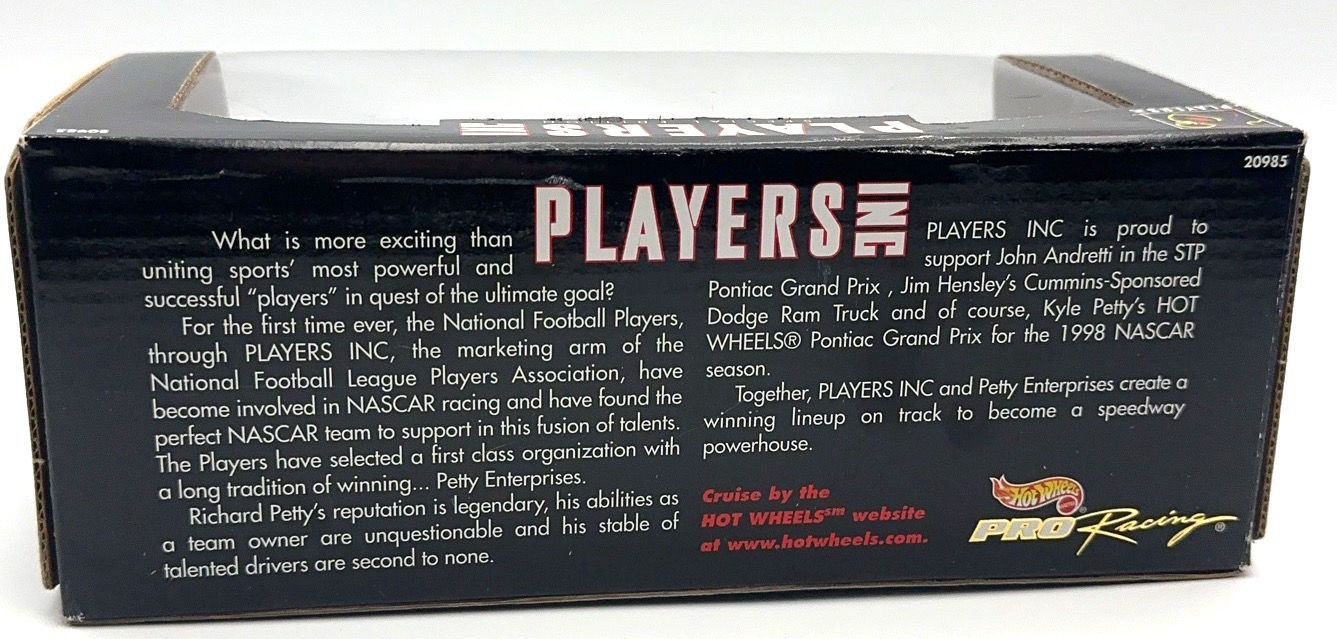 20985
PLAYERS INC
PLAYERS
20985
PLAYERS INC
What is more exciting than
uniting sports' most powerful and
successful "players" in quest of the ultimate goal?
For the first time ever, the National Football Players,
through PLAYERS INC, the marketing arm of the
National Football League Players Association, have
become involved in NASCAR racing and have found the
perfect NASCAR team to support in this fusion of talents.
The Players have selected a first class organization with
a long tradition of winning... Petty Enterprises.
Richard Petty's reputation is legendary, his abilities as
a team owner are unquestionable and his stable of
talented drivers are second to none.
PLAYERS INC is proud to
support John Andretti in the STP
Pontiac Grand Prix , Jim Hensley's Cummins-Sponsored
Dodge Ram Truck and of course, Kyle Petty's HOT
WHEELS® Pontiac Grand Prix for the 1998 NASCAR
season.
Together, PLAYERS INC and Petty Enterprises create a
winning lineup on track to become a speedway
powerhouse.
Cruise by the
HOT WHEELS℠ website
at www.hotwheels.com.
Hot Wheels®
PRO Racing®